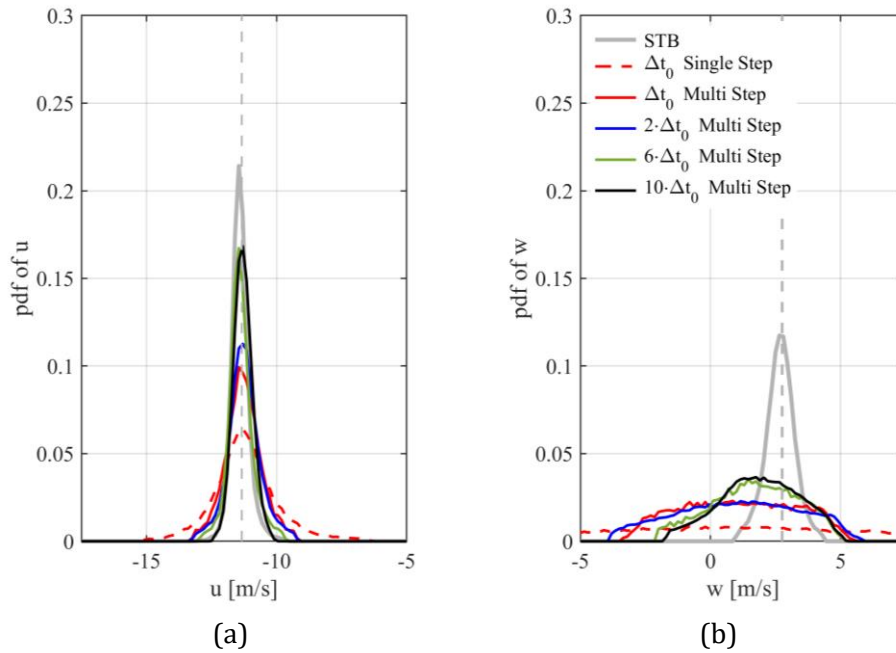 0.3
0.25
0.2
0.15
0.1
0.05
0
pdf of u
-15
-10
-5
u [m/s]
(a)
0.3
0.25
0.2
0.15
0.1
0.05
0
pdf of w
STB
Δt₀ Single Step
Δt₀ Multi Step
2·Δt₀ Multi Step
6·Δt₀ Multi Step
10·Δt₀ Multi Step
-5
0
5
w [m/s]
(b)